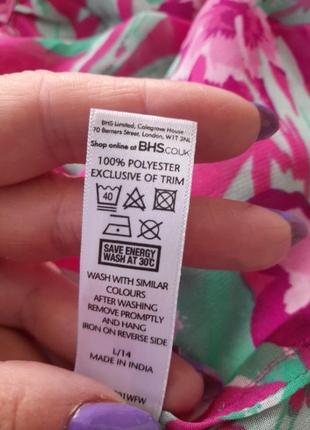 BHS Limited, Calegrove House
70 Berners Street, London, W1T 3NL
Shop online at BHS.CO.UK
100% POLYESTER
EXCLUSIVE OF TRIM
40
SAVE ENERGY
WASH AT 30°C
WASH WITH SIMILAR
COLOURS
AFTER WASHING
REMOVE PROMPTLY
AND HANG
IRON ON REVERSE SIDE
L/14
MADE IN INDIA